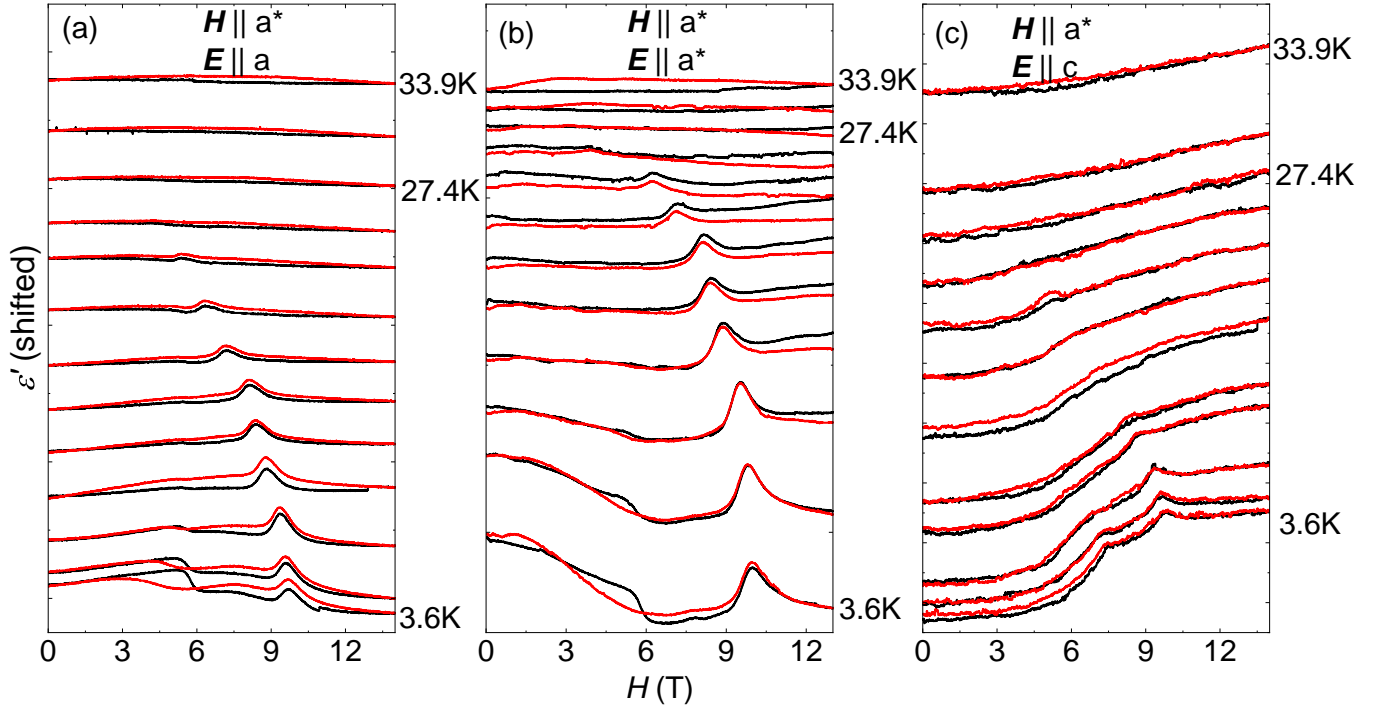 (a)
H || a*
E || a
33.9K
27.4K
3.6K
(b)
H || a*
E || a*
33.9K
27.4K
3.6K
(c)
H || a*
E || c
33.9K
27.4K
3.6K
ε′ (shifted)
0 3 6 9 12
0 3 6 9 12
0 3 6 9 12
H (T)